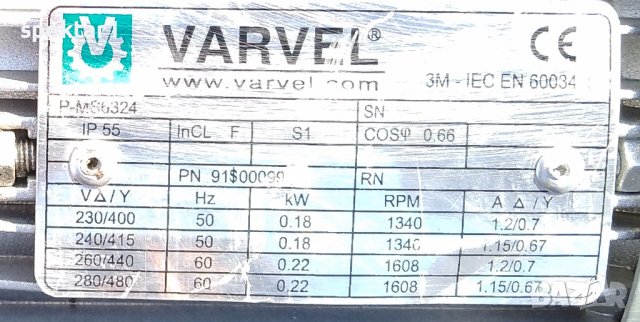 VARVEL®
www.varvel.com
CE
3M - IEC EN 60034
P-MS6324 SN
IP 55 InCL F S1 COSφ 0.66
PN 91S00099 RN
V Δ / Y Hz kW RPM A Δ / Y
230/400 50 0.18 1340 1.2/0.7
240/415 50 0.18 1340 1.15/0.67
260/440 60 0.22 1608 1.2/0.7
280/480 60 0.22 1608 1.15/0.67